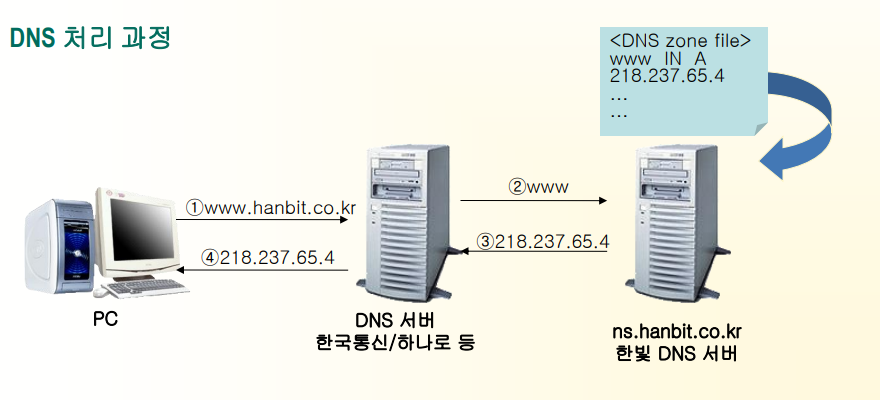 DNS 처리 과정
<DNS zone file>
www IN A
218.237.65.4
...
...
①www.hanbit.co.kr
②www
③218.237.65.4
④218.237.65.4
PC
DNS 서버
한국통신/하나로 등
ns.hanbit.co.kr
한빛 DNS 서버